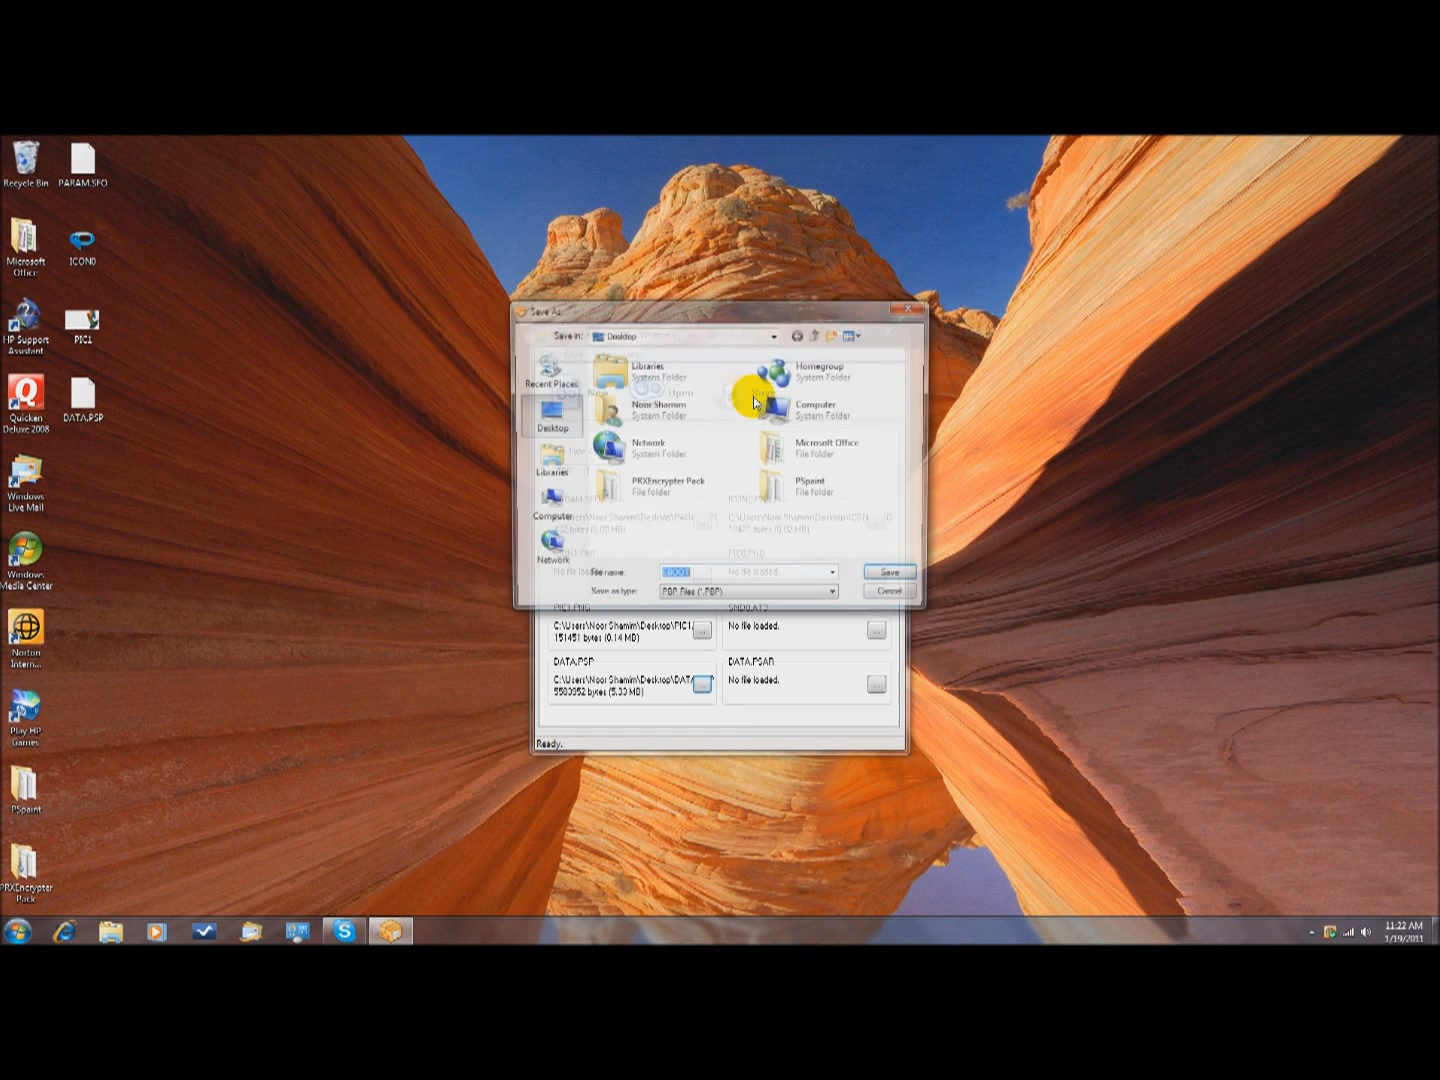 Recycle Bin
PARAM.SFO
Microsoft
Office
ICON0
HP Support
Assistant
PIC1
Quicken
Deluxe 2008
DATA.PSP
Windows
Live Mail
Windows
Media Center
Norton
Intern...
Play HP
Games
PSpaint
PRXEncrypter
Pack
Save As
Save in:
Desktop
Recent Places
Desktop
Libraries
Computer
Network
Libraries
System Folder
Homegroup
System Folder
Noor Shamim
System Folder
Computer
System Folder
Network
System Folder
Microsoft Office
File folder
PRXEncrypter Pack
File folder
PSpaint
File folder
Open
File name:
EBOOT
No file loaded.
Save
Save as type:
PBP Files (*.PBP)
Cancel
PIC1.PNG
C:\Users\Noor Shamim\Desktop\PIC1.
151451 bytes (0.14 MB)
SND0.AT3
No file loaded.
DATA.PSP
C:\Users\Noor Shamim\Desktop\DATA
5583952 bytes (5.33 MB)
DATA.PSAR
No file loaded.
Ready.
11:22 AM
1/19/2011